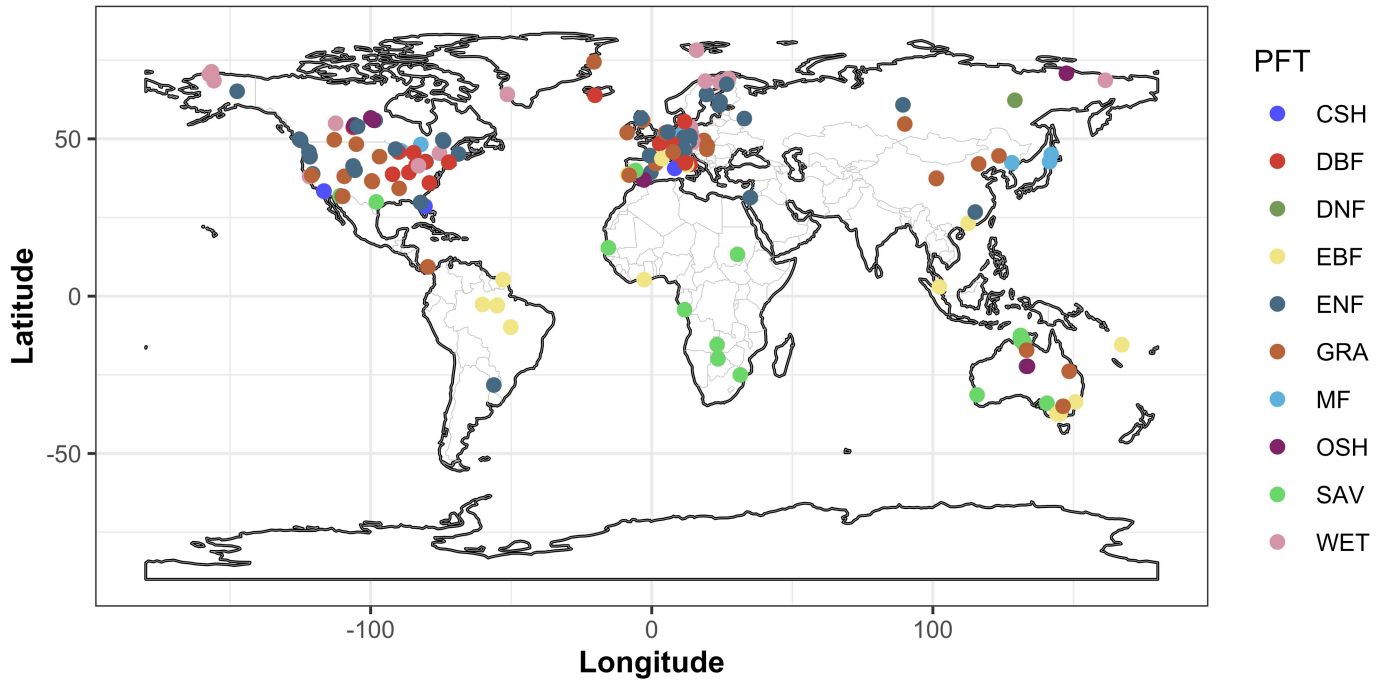 PFT
CSH
DBF
DNF
EBF
ENF
GRA
MF
OSH
SAV
WET
Latitude
50
0
-50
-100
0
100
Longitude